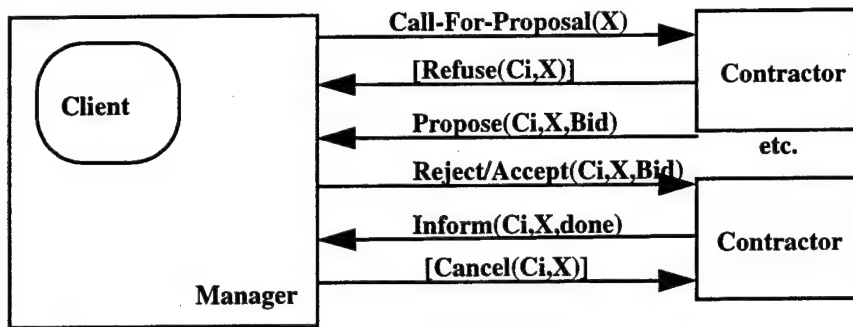 Call-For-Proposal(X)
[Refuse(Ci,X)]
Contractor
Client
Propose(Ci,X,Bid)
etc.
Reject/Accept(Ci,X,Bid)
Inform(Ci,X,done)
Contractor
[Cancel(Ci,X)]
Manager